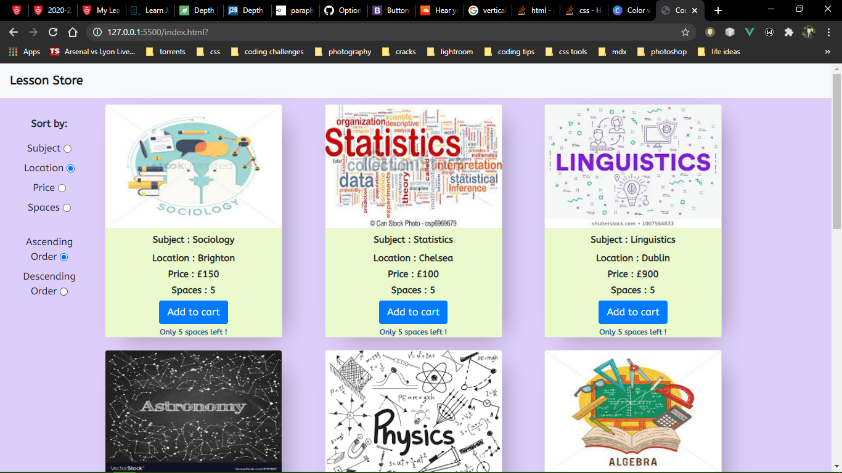 2020-2
My Lea
Learn J
Depth
Depth
paraph
Option
Button
Hear y
vertical
html -
css - H
Color v
Co
127.0.0.1:5500/index.html?
Apps
Arsenal vs Lyon Live...
torrents
css
coding challenges
photography
cracks
lightroom
coding tips
css tools
mdx
photoshop
life ideas
»
Lesson Store
Sort by:
Subject
Location
Price
Spaces
Ascending
Order
Descending
Order
SOCIOLOGY
Subject : Sociology
Location : Brighton
Price : £150
Spaces : 5
Add to cart
Only 5 spaces left !
organization
scientific
descriptive
Statistics
collection
interpretation
data
theory
experiments
statistical
inference
© Can Stock Photo - csp6969679
Subject : Statistics
Location : Chelsea
Price : £100
Spaces : 5
Add to cart
Only 5 spaces left !
LINGUISTICS
shutterstock.com • 1007564833
Subject : Linguistics
Location : Dublin
Price : £900
Spaces : 5
Add to cart
Only 5 spaces left !
Astronomy
VectorStock
Physics
ALGEBRA